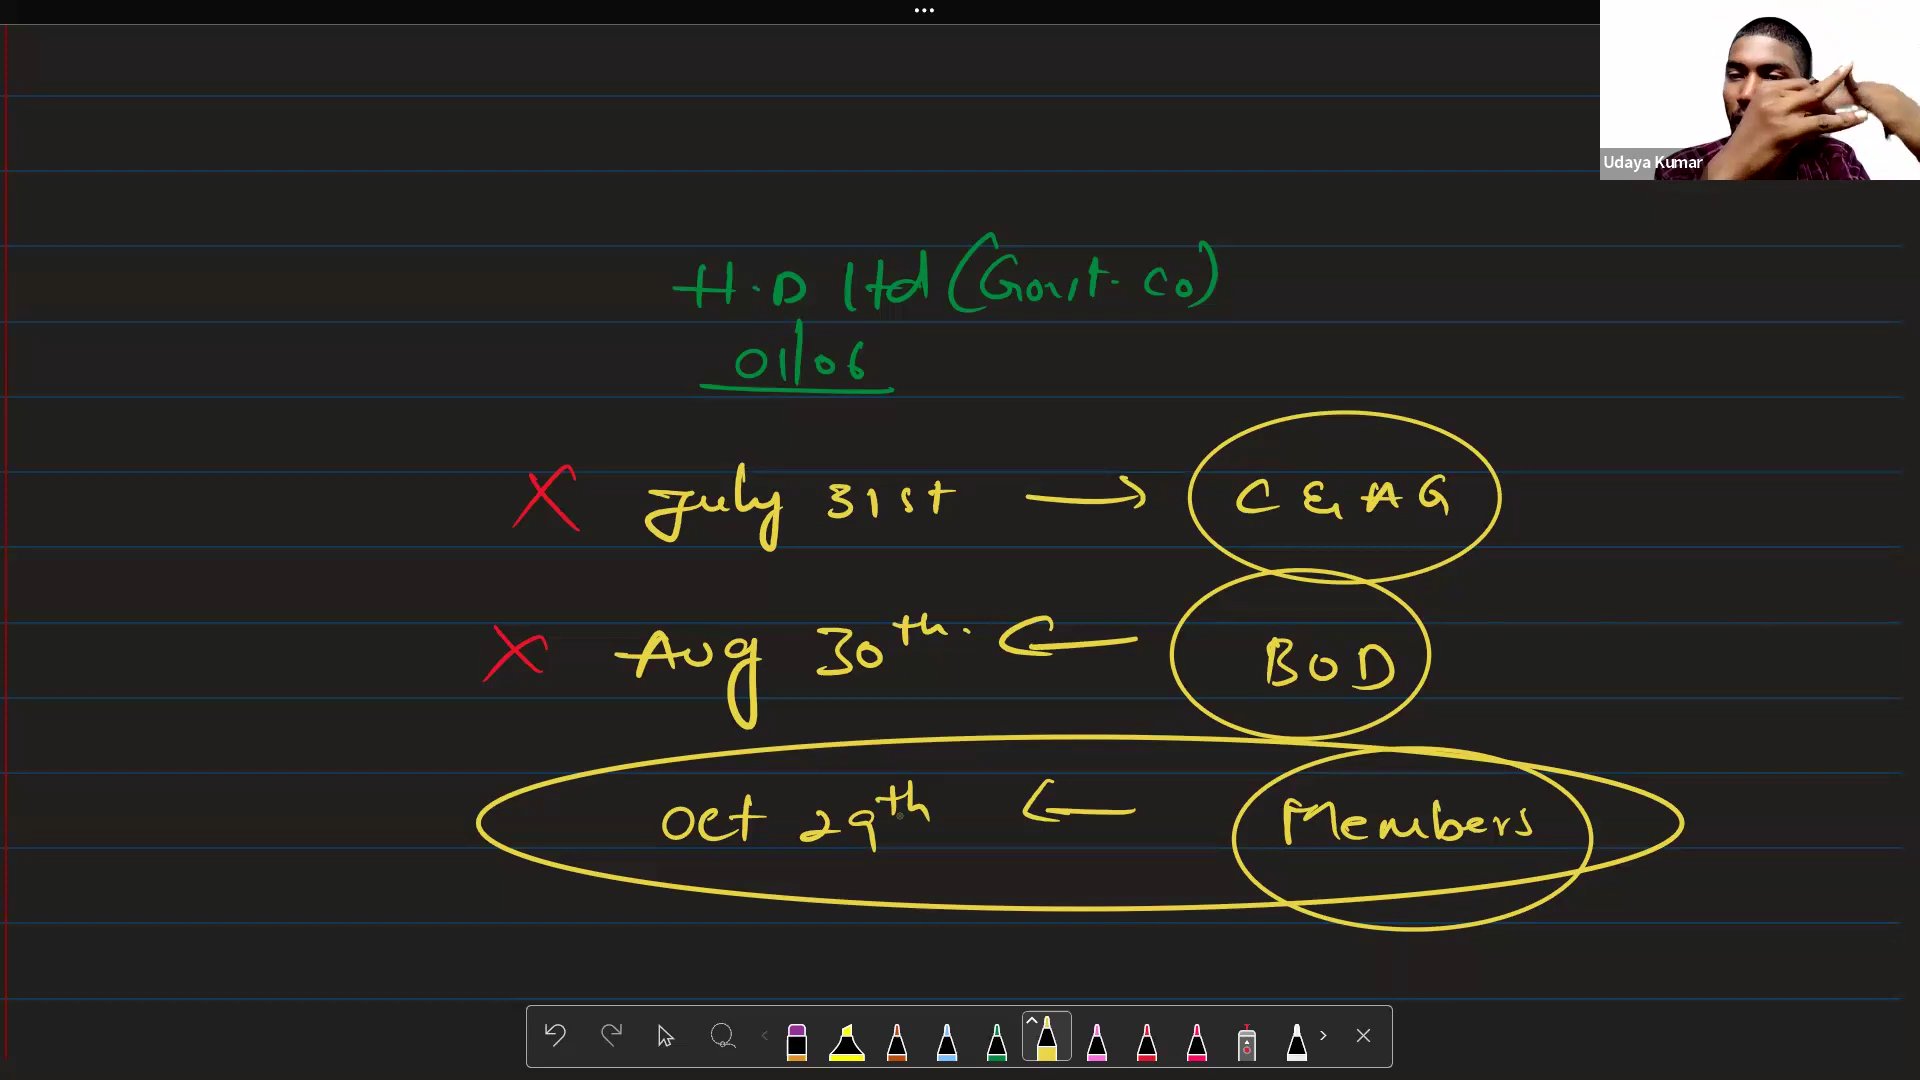 ...
Udaya Kumar
H.D Ltd (Govt. Co)
01/06
X July 31st → C&AG
X Aug 30th. ← BOD
Oct 29th ← Members